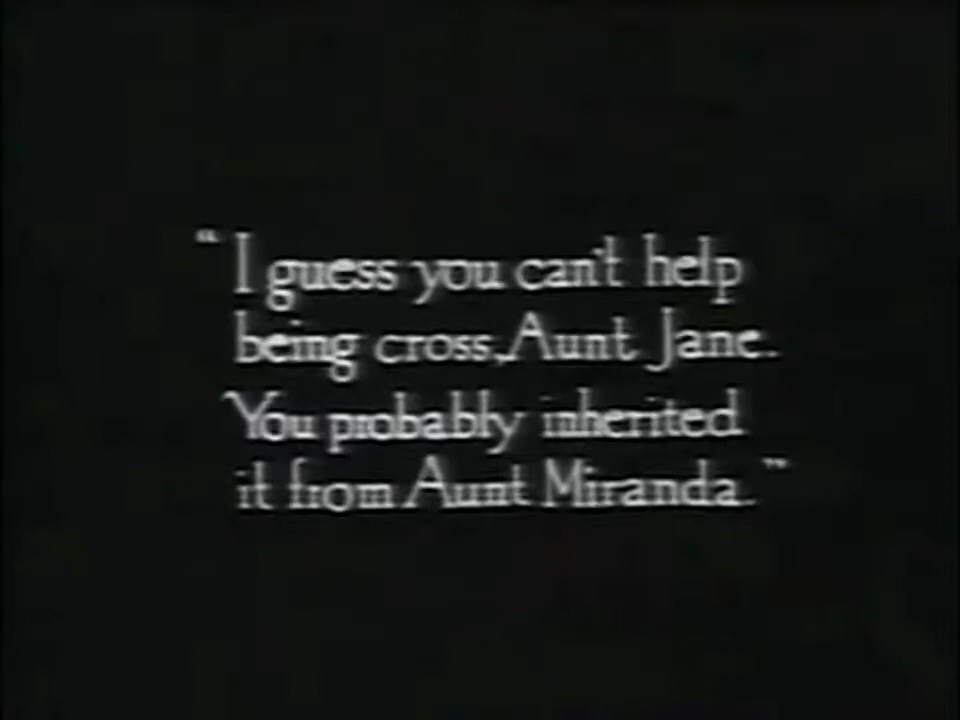 "I guess you can't help
being cross, Aunt Jane.
You probably inherited
it from Aunt Miranda."